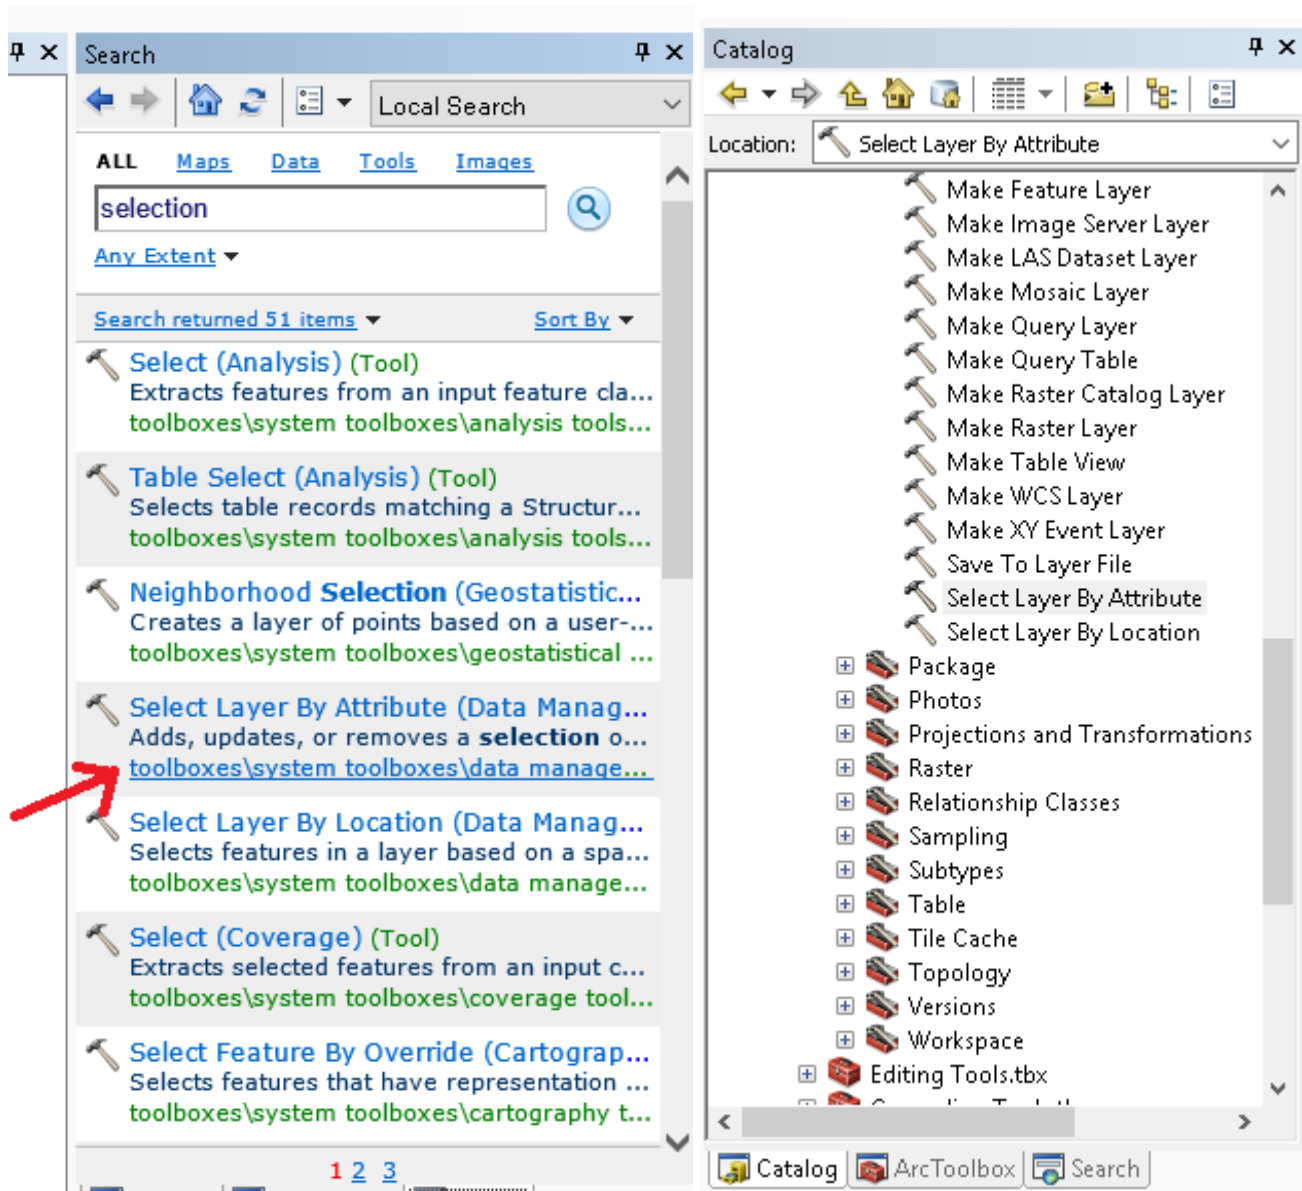 Search
Local Search
ALL Maps Data Tools Images
selection
Any Extent
Search returned 51 items Sort By
Select (Analysis) (Tool)
Extracts features from an input feature cla...
toolboxes\system toolboxes\analysis tools...
Table Select (Analysis) (Tool)
Selects table records matching a Structur...
toolboxes\system toolboxes\analysis tools...
Neighborhood Selection (Geostatistic...
Creates a layer of points based on a user-...
toolboxes\system toolboxes\geostatistical ...
Select Layer By Attribute (Data Manag...
Adds, updates, or removes a selection o...
toolboxes\system toolboxes\data manage...
Select Layer By Location (Data Manag...
Selects features in a layer based on a spa...
toolboxes\system toolboxes\data manage...
Select (Coverage) (Tool)
Extracts selected features from an input c...
toolboxes\system toolboxes\coverage tool...
Select Feature By Override (Cartograp...
Selects features that have representation ...
toolboxes\system toolboxes\cartography t...
1 2 3
Catalog
Location: Select Layer By Attribute
Make Feature Layer
Make Image Server Layer
Make LAS Dataset Layer
Make Mosaic Layer
Make Query Layer
Make Query Table
Make Raster Catalog Layer
Make Raster Layer
Make Table View
Make WCS Layer
Make XY Event Layer
Save To Layer File
Select Layer By Attribute
Select Layer By Location
Package
Photos
Projections and Transformations
Raster
Relationship Classes
Sampling
Subtypes
Table
Tile Cache
Topology
Versions
Workspace
Editing Tools.tbx
Catalog ArcToolbox Search